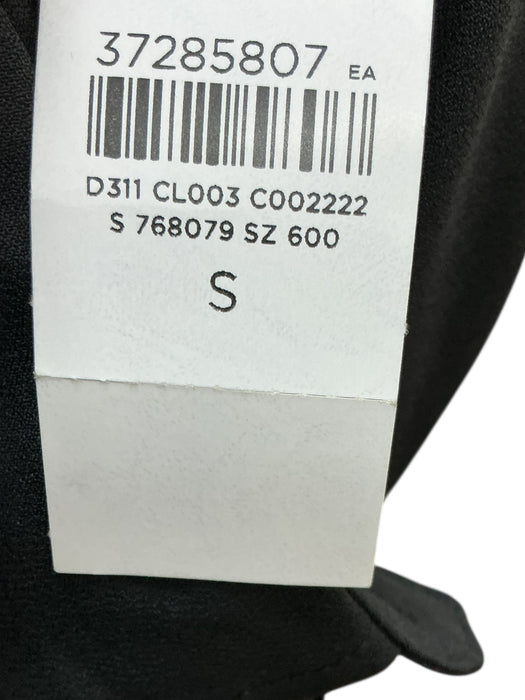 37285807 EA
D311 CL003 C002222
S 768079 SZ 600
S